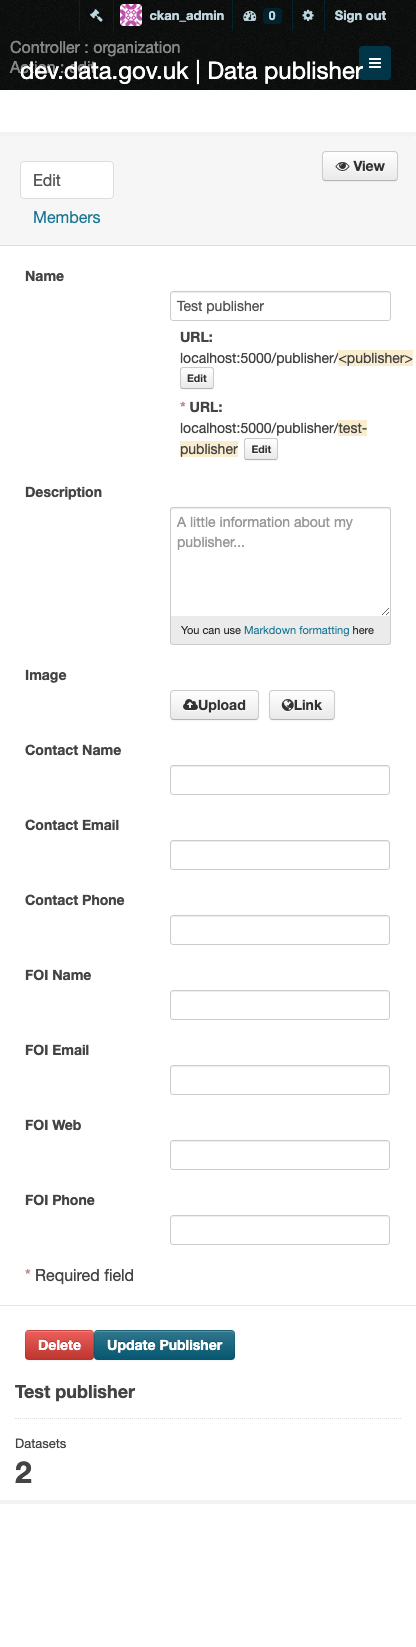 ckan_admin 0 Sign out
Controller : organization
Action : edit
dev.data.gov.uk | Data publisher
View
Edit
Members
Name
Test publisher
URL:
localhost:5000/publisher/<publisher>
Edit
* URL:
localhost:5000/publisher/test-
publisher Edit
Description
A little information about my
publisher...
You can use Markdown formatting here
Image
Upload Link
Contact Name
Contact Email
Contact Phone
FOI Name
FOI Email
FOI Web
FOI Phone
* Required field
Delete Update Publisher
Test publisher
Datasets
2